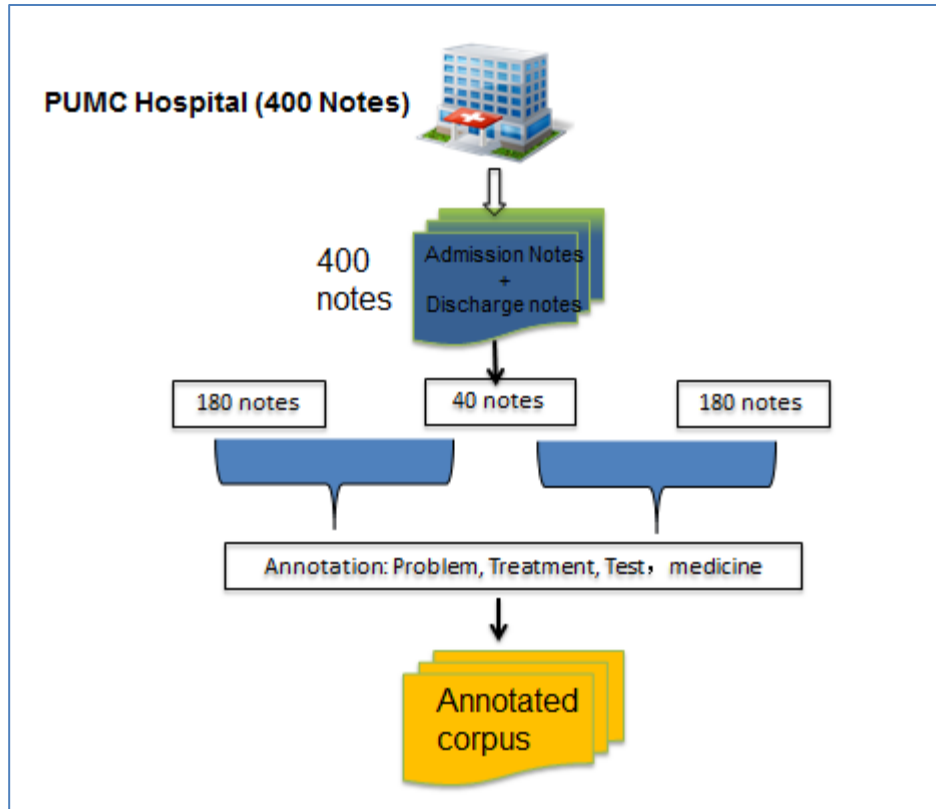 PUMC Hospital (400 Notes)
400
notes
Admission Notes
+
Discharge notes
180 notes
40 notes
180 notes
Annotation: Problem, Treatment, Test，medicine
Annotated
corpus